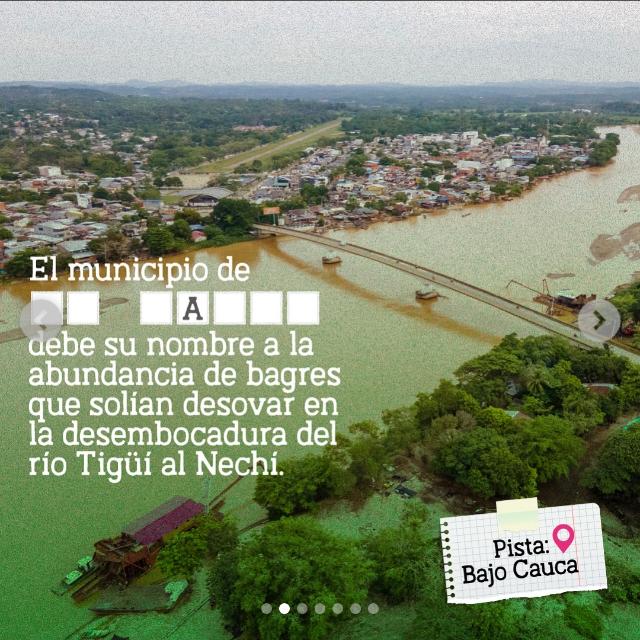 El municipio de
A
debe su nombre a la
abundancia de bagres
que solían desovar en
la desembocadura del
río Tigüí al Nechí.
Pista:
Bajo Cauca